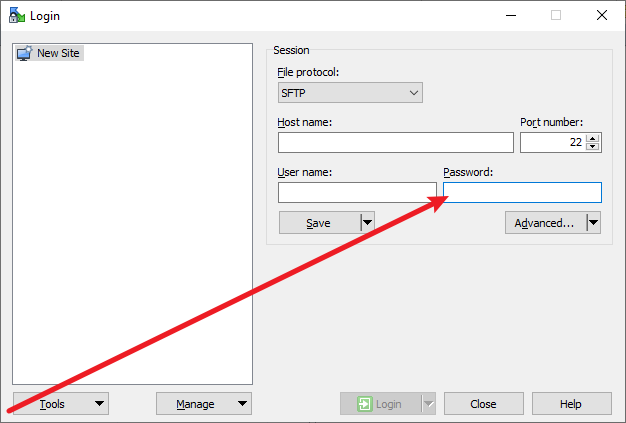 Login
New Site
Session
File protocol:
SFTP
Host name:
Port number:
22
User name:
Password:
Save
Advanced...
Tools
Manage
Login
Close
Help